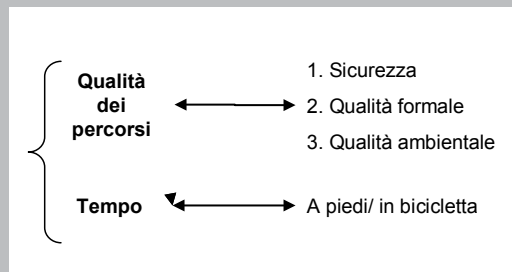 Qualità
dei
percorsi
1. Sicurezza
2. Qualità formale
3. Qualità ambientale
Tempo
A piedi/ in bicicletta